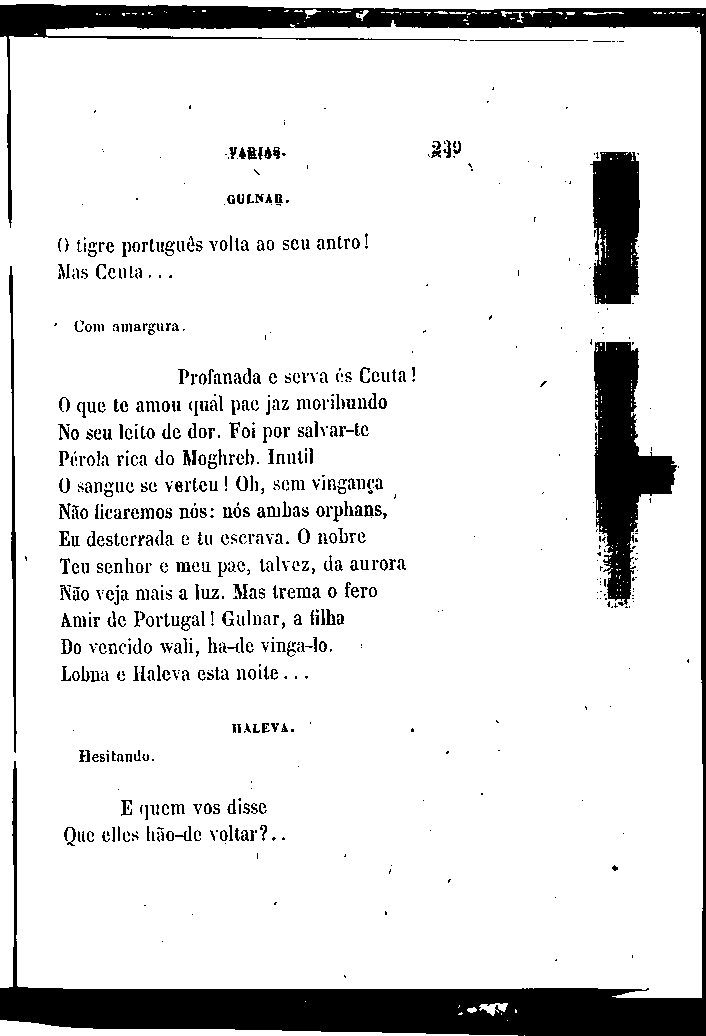 VARIAS. 239
GULNAR.
O tigre português volta ao seu antro!
Mas Ceuta...
Com amargura.
Profanada e serva és Ceuta!
O que te amou quál pae jaz moribundo
No seu leito de dor. Foi por salvar-te
Pérola rica do Moghreb. Inutil
O sangue se verteu! Oh, sem vingança
Não ficaremos nós: nós ambas orphans,
Eu desterrada e tu escrava. O nobre
Teu senhor e meu pae, talvez, da aurora
Não veja mais a luz. Mas trema o fero
Amir de Portugal! Gulnar, a filha
Do vencido wali, ha-de vinga-lo.
Lobna e Haleva esta noite...
HALEVA.
Hesitando.
E quem vos disse
Que elles hão-de voltar?..